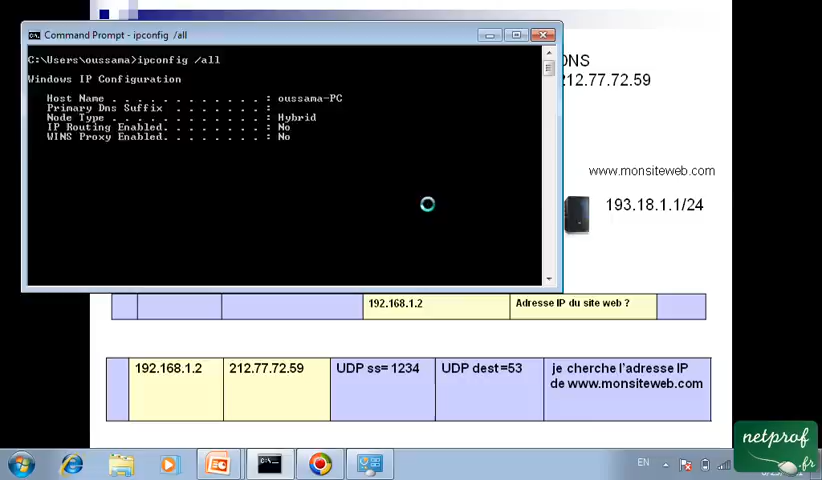 Command Prompt - ipconfig /all
C:\Users\oussama>ipconfig /all
Windows IP Configuration
Host Name . . . . . . . . . . . . : oussama-PC
Primary Dns Suffix . . . . . . . :
Node Type . . . . . . . . . . . . : Hybrid
IP Routing Enabled. . . . . . . . : No
WINS Proxy Enabled. . . . . . . . : No
212.77.72.59
www.monsiteweb.com
193.18.1.1/24
192.168.1.2 Adresse IP du site web ?
192.168.1.2 212.77.72.59 UDP ss= 1234 UDP dest=53 je cherche l'adresse IP
de www.monsiteweb.com
netprof
.fr
EN